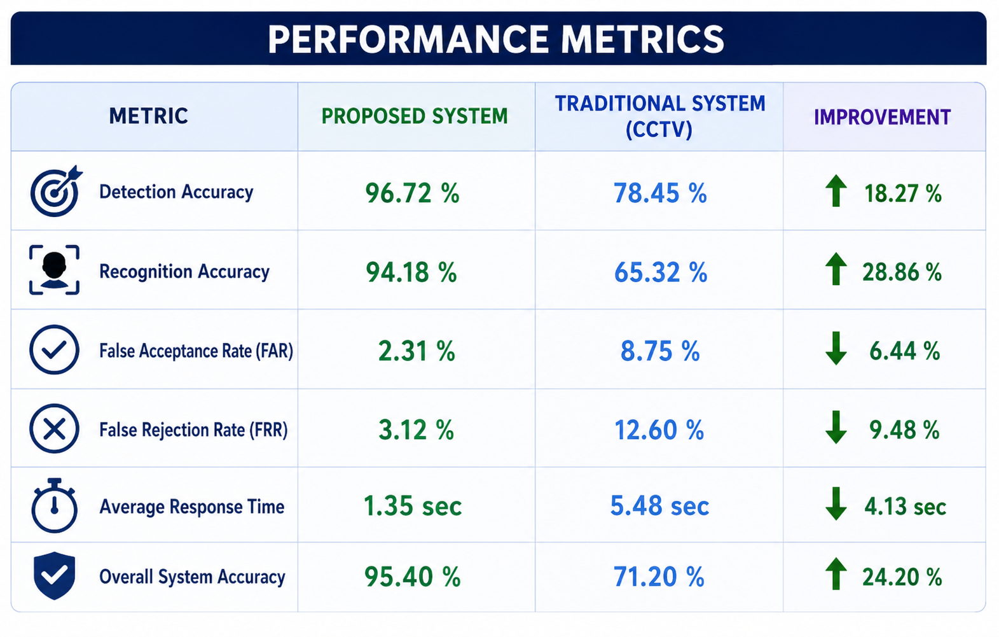 PERFORMANCE METRICS
METRIC
PROPOSED SYSTEM
TRADITIONAL SYSTEM
(CCTV)
IMPROVEMENT
Detection Accuracy
96.72 %
78.45 %
18.27 %
Recognition Accuracy
94.18 %
65.32 %
28.86 %
False Acceptance Rate (FAR)
2.31 %
8.75 %
6.44 %
False Rejection Rate (FRR)
3.12 %
12.60 %
9.48 %
Average Response Time
1.35 sec
5.48 sec
4.13 sec
Overall System Accuracy
95.40 %
71.20 %
24.20 %